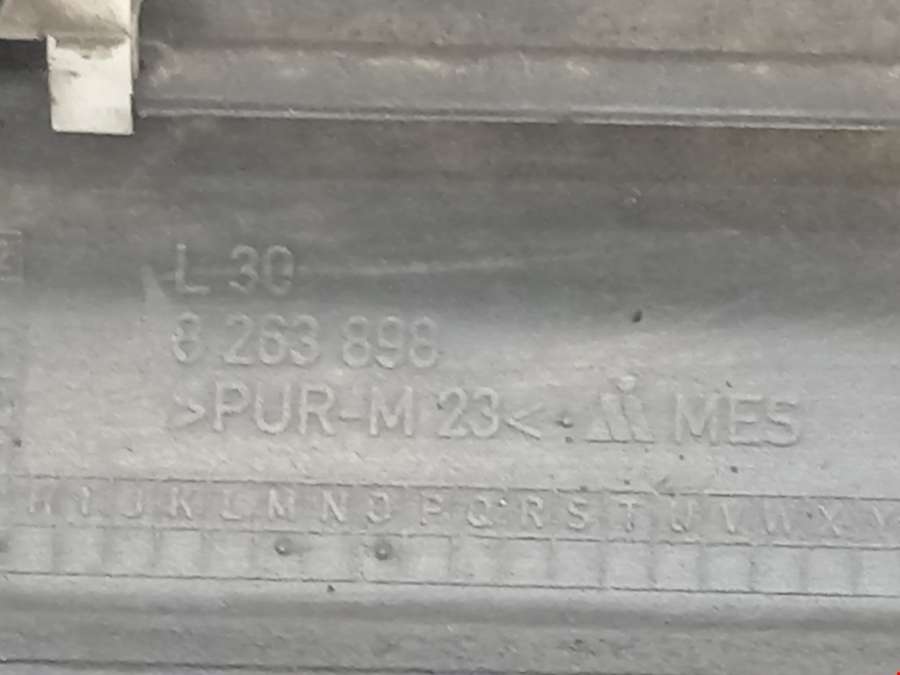 L 30
8 263 898
>PUR-M 23< MES
H I J K L M N O P Q R S T U V W X Y